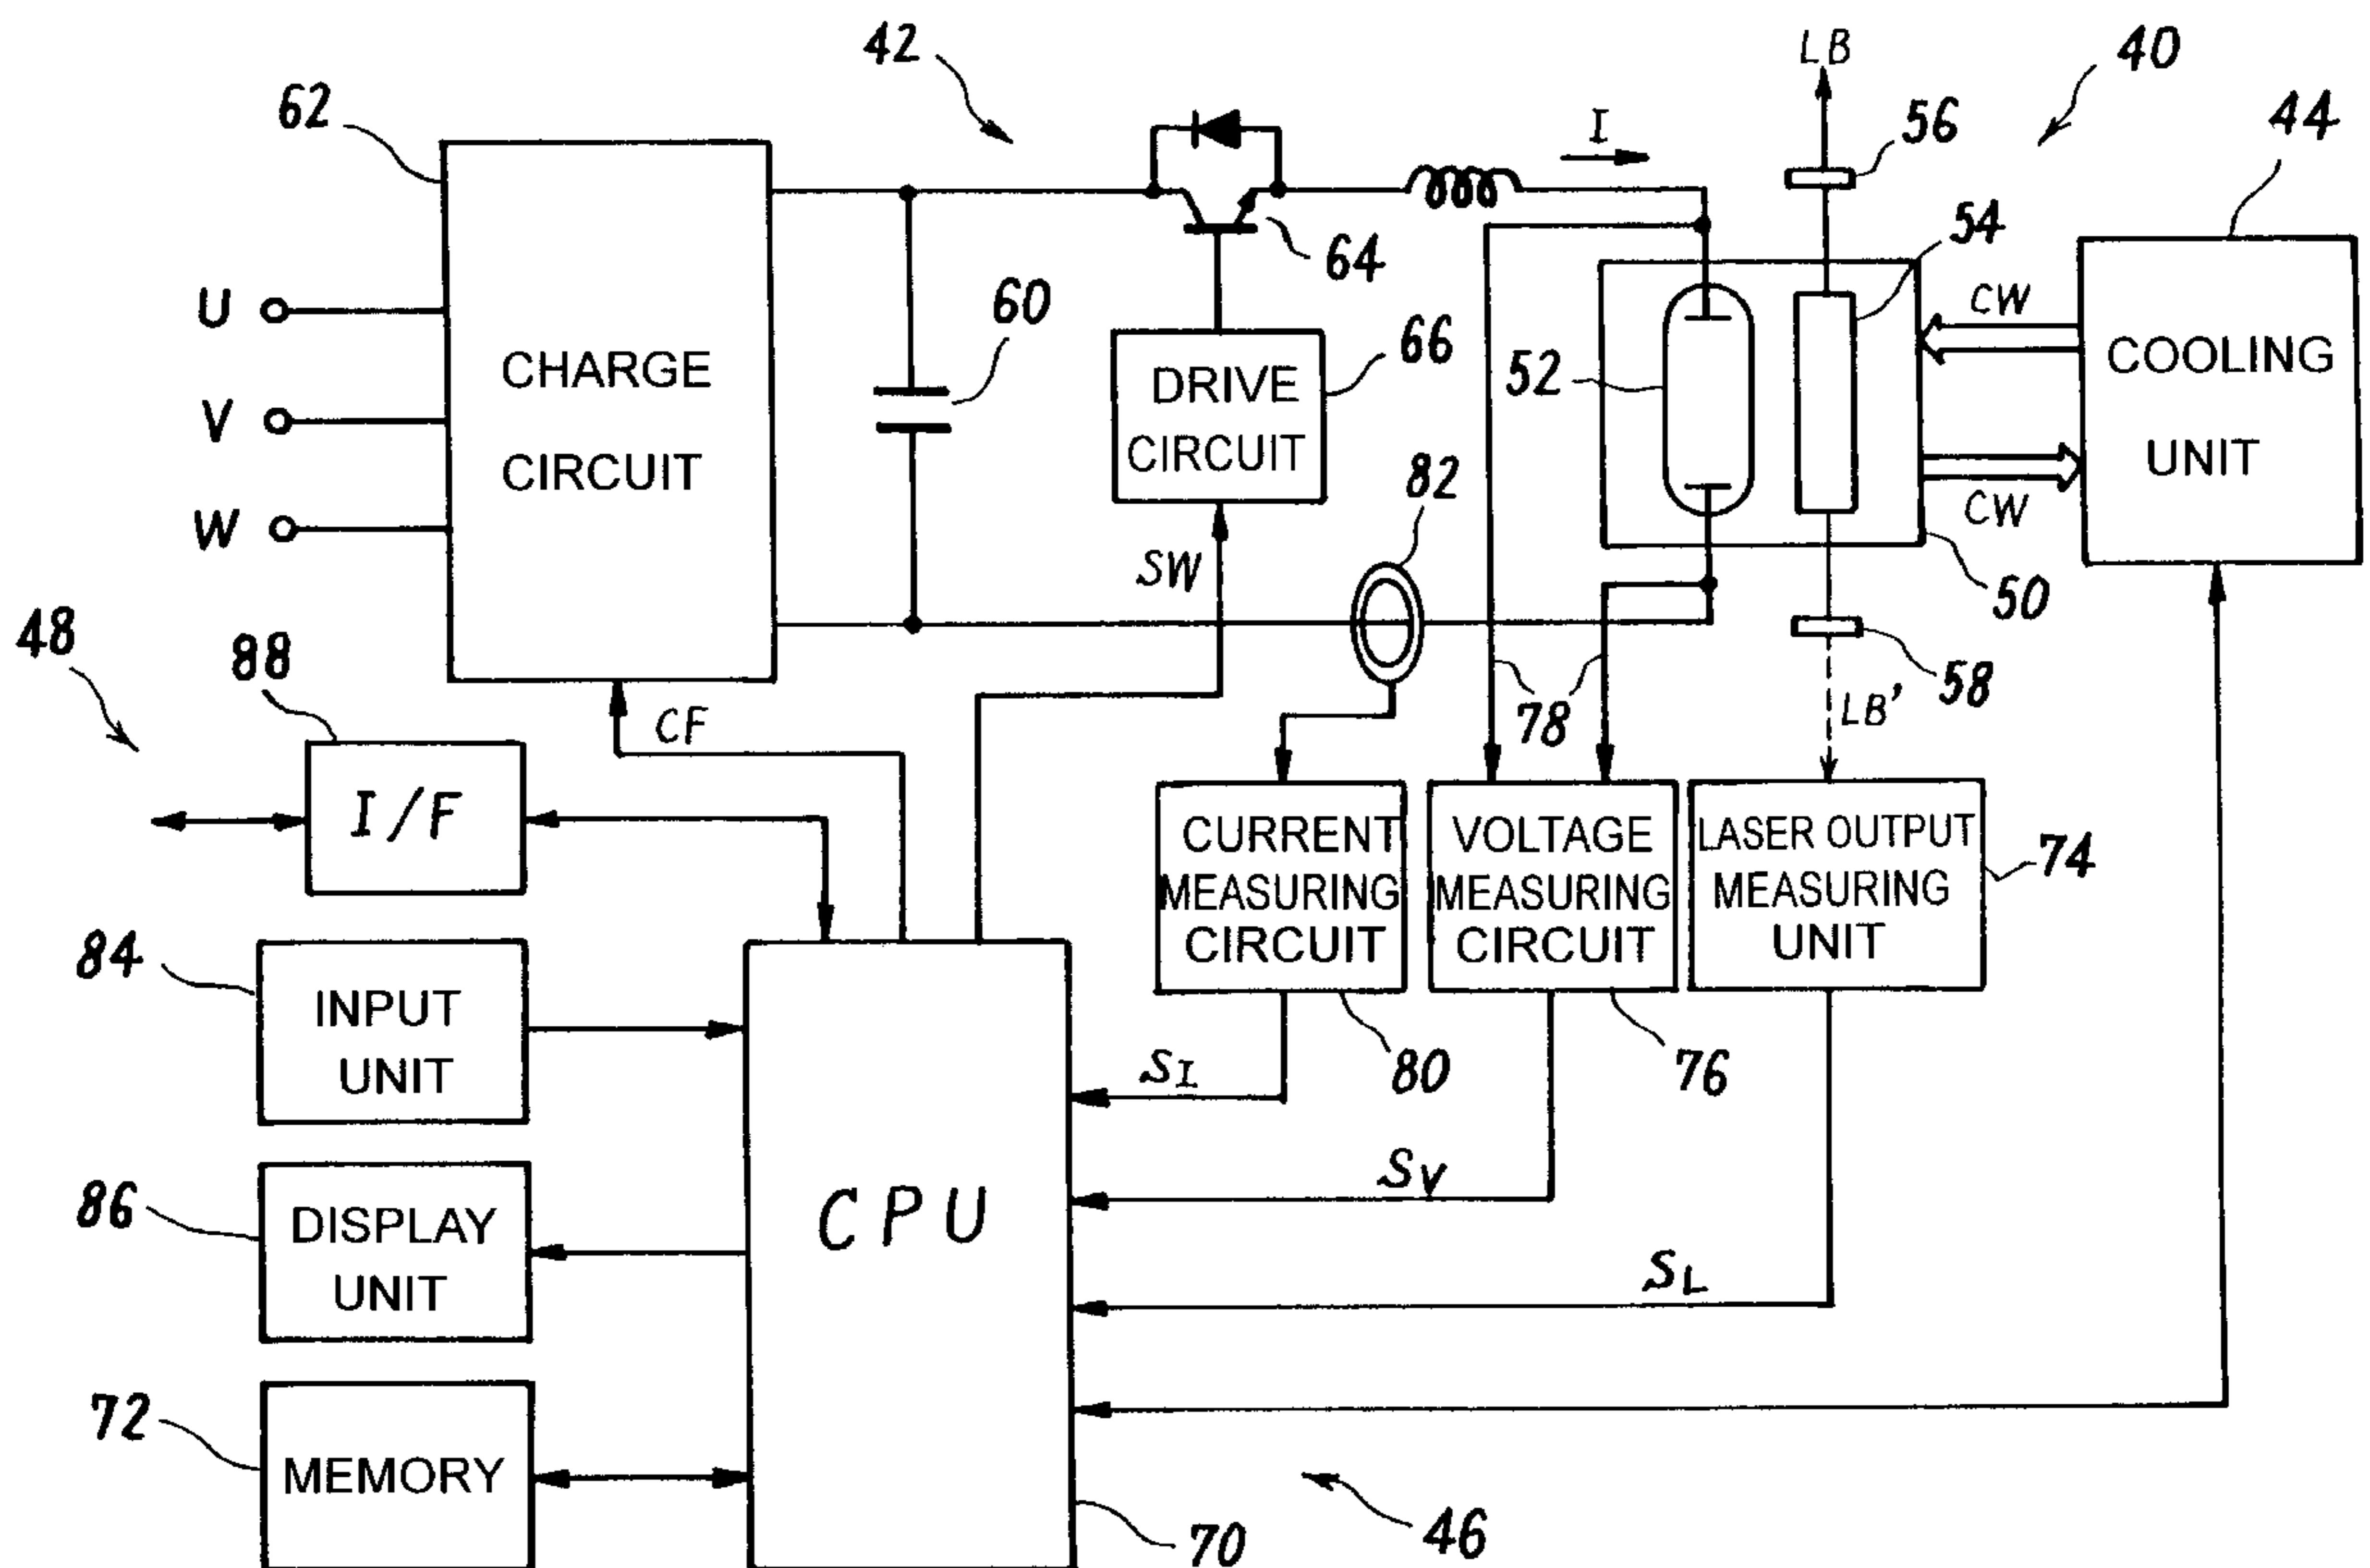 42
LB
40
62
I
56
44
54
64
60
CW
U
CHARGE
CIRCUIT
66
52
COOLING
UNIT
DRIVE
CIRCUIT
V
82
CW
W
SW
50
48
88
58
CF
78
LB'
I/F
CURRENT
MEASURING
CIRCUIT
VOLTAGE
MEASURING
CIRCUIT
LASER OUTPUT
MEASURING
UNIT
74
84
INPUT
UNIT
SI
80
76
SV
86
DISPLAY
UNIT
CPU
SL
72
MEMORY
70
46